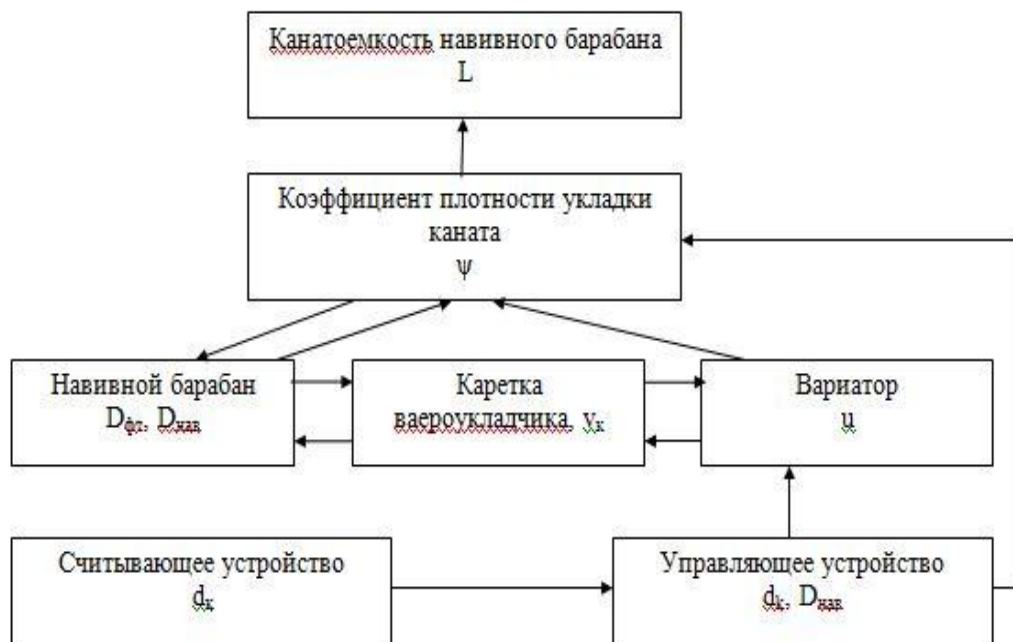 Канатоемкость навивного барабана
L
Коэффициент плотности укладки
каната
ψ
Навивной барабан
Dфл, Dнав
Каретка
ваероукладчика, vк
Вариатор
u
Считывающее устройство
dк
Управляющее устройство
dк, Dнав